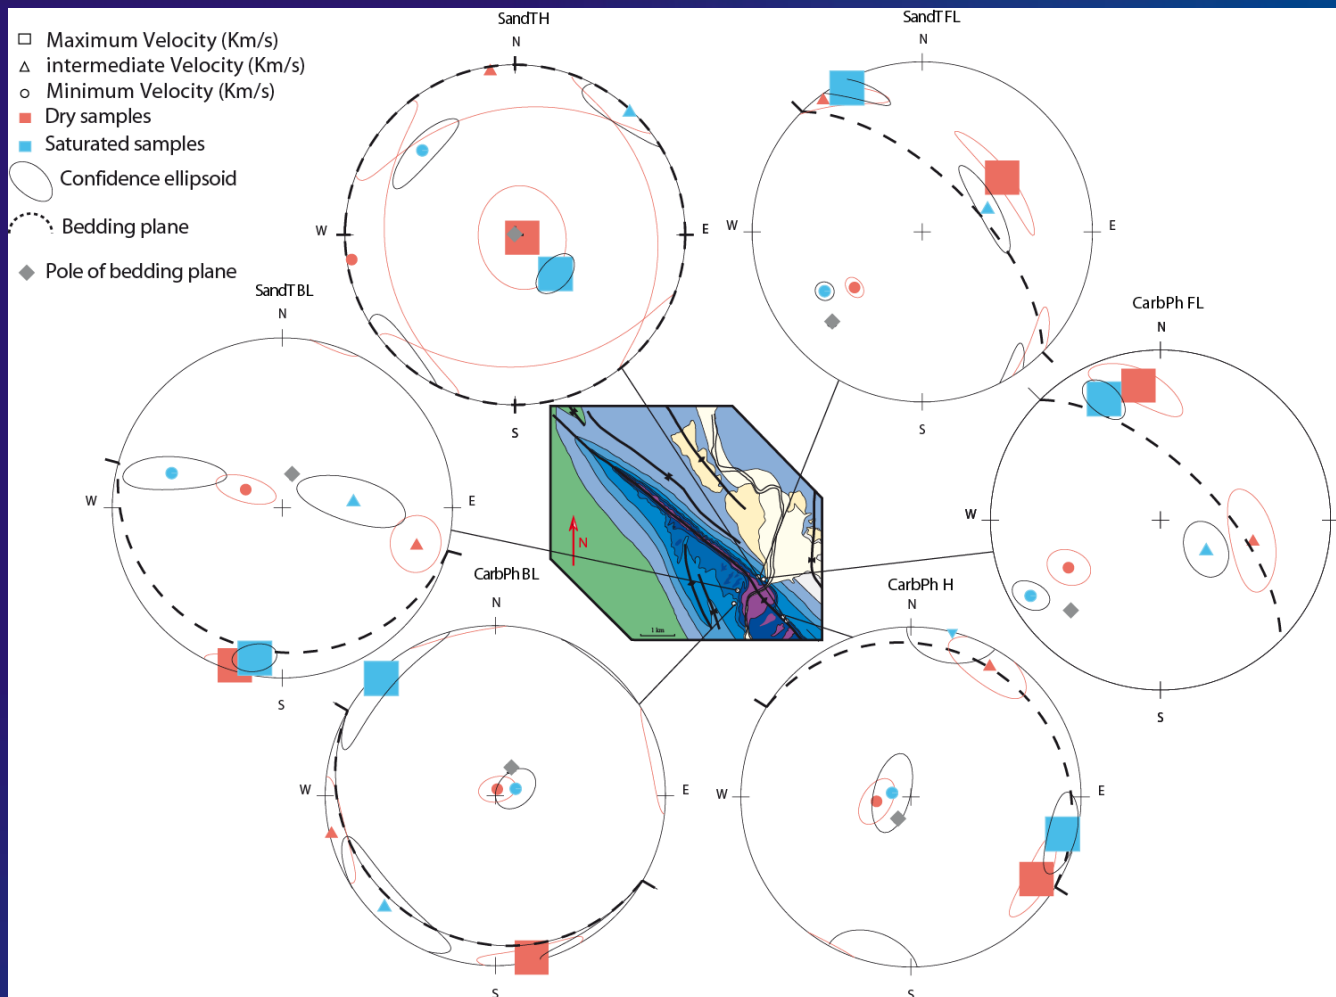 Maximum Velocity (Km/s)
intermediate Velocity (Km/s)
Minimum Velocity (Km/s)
Dry samples
Saturated samples
Confidence ellipsoid
Bedding plane
Pole of bedding plane
SandTH
N
W
E
S
SandTFL
N
W
E
S
SandTBL
N
W
E
S
CarbPh FL
N
W
S
CarbPh BL
N
W
E
S
CarbPh H
N
W
E
S
N
1 km